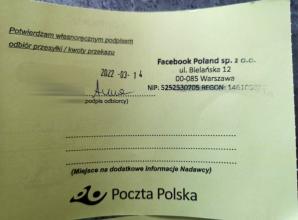 Potwierdzam własnoręcznym podpisem
odbiór przesyłki / kwoty przekazu
Facebook Poland sp. z o.o.
ul. Bielańska 12
00-085 Warszawa
NIP: 5252530705 REGON:
2022 -03- 14
Anna
podpis odbiorcy)
(Miejsce na dodatkowe informacje Nadawcy)
Poczta Polska